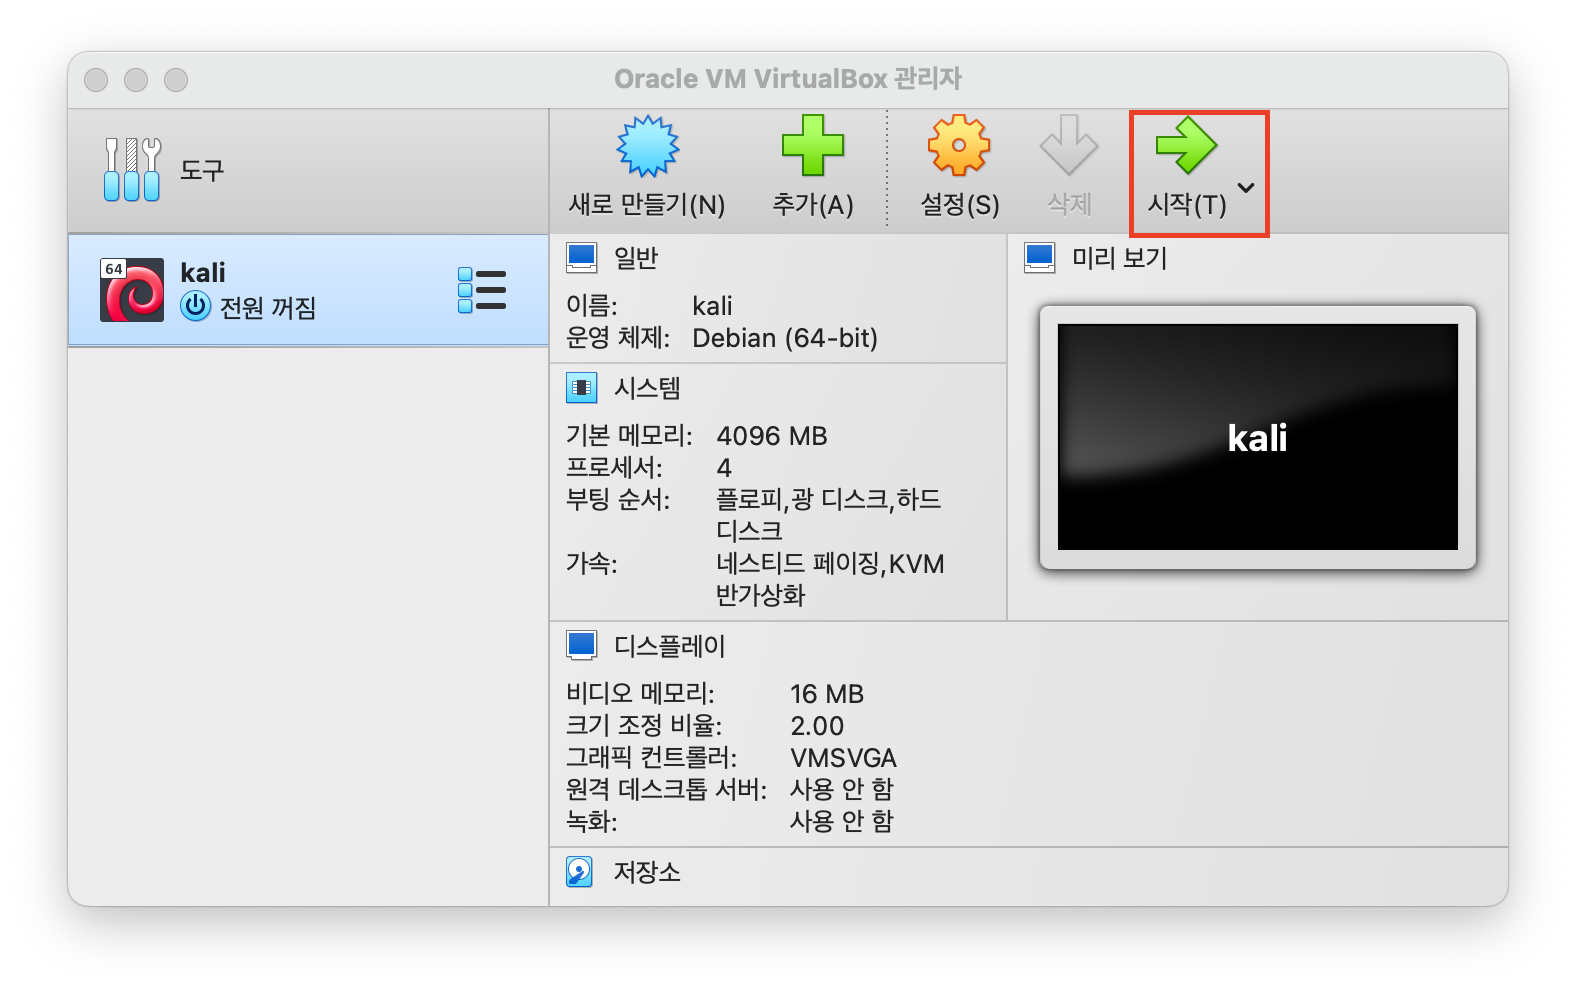 Oracle VM VirtualBox 관리자
도구
새로 만들기(N)
추가(A)
설정(S)
삭제
시작(T)
64
kali
전원 꺼짐
일반
이름: kali
운영 체제: Debian (64-bit)
시스템
기본 메모리: 4096 MB
프로세서: 4
부팅 순서: 플로피,광 디스크,하드
디스크
가속: 네스티드 페이징,KVM
반가상화
미리 보기
kali
디스플레이
비디오 메모리: 16 MB
크기 조정 비율: 2.00
그래픽 컨트롤러: VMSVGA
원격 데스크톱 서버: 사용 안 함
녹화: 사용 안 함
저장소